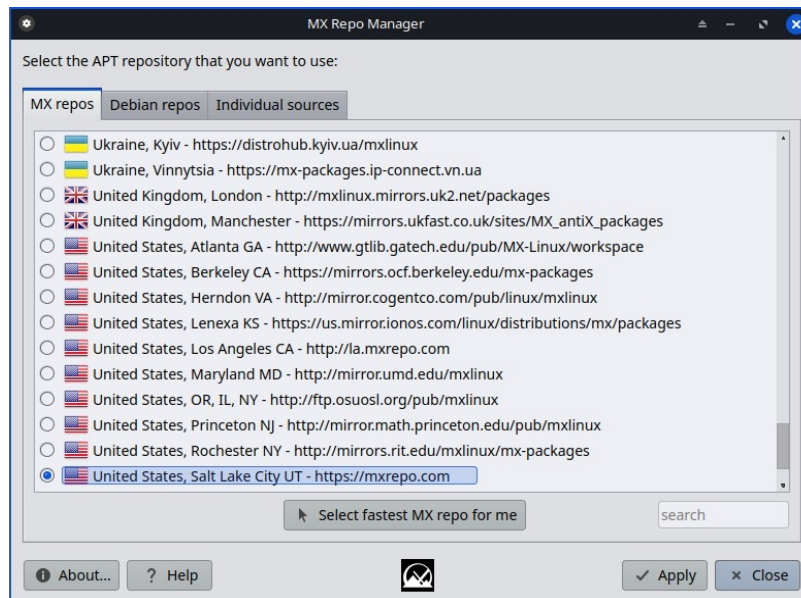 MX Repo Manager
Select the APT repository that you want to use:
MX repos Debian repos Individual sources
Ukraine, Kyiv - https://distrohub.kyiv.ua/mxlinux
Ukraine, Vinnytsia - https://mx-packages.ip-connect.vn.ua
United Kingdom, London - http://mxlinux.mirrors.uk2.net/packages
United Kingdom, Manchester - https://mirrors.ukfast.co.uk/sites/MX_antiX_packages
United States, Atlanta GA - http://www.gtlib.gatech.edu/pub/MX-Linux/workspace
United States, Berkeley CA - https://mirrors.ocf.berkeley.edu/mx-packages
United States, Herndon VA - http://mirror.cogentco.com/pub/linux/mxlinux
United States, Lenexa KS - https://us.mirror.ionos.com/linux/distributions/mx/packages
United States, Los Angeles CA - http://la.mxrepo.com
United States, Maryland MD - http://mirror.umd.edu/mxlinux
United States, OR, IL, NY - http://ftp.osuosl.org/pub/mxlinux
United States, Princeton NJ - http://mirror.math.princeton.edu/pub/mxlinux
United States, Rochester NY - http://mirrors.rit.edu/mxlinux/mx-packages
United States, Salt Lake City UT - https://mxrepo.com
Select fastest MX repo for me search
About... ? Help Apply Close